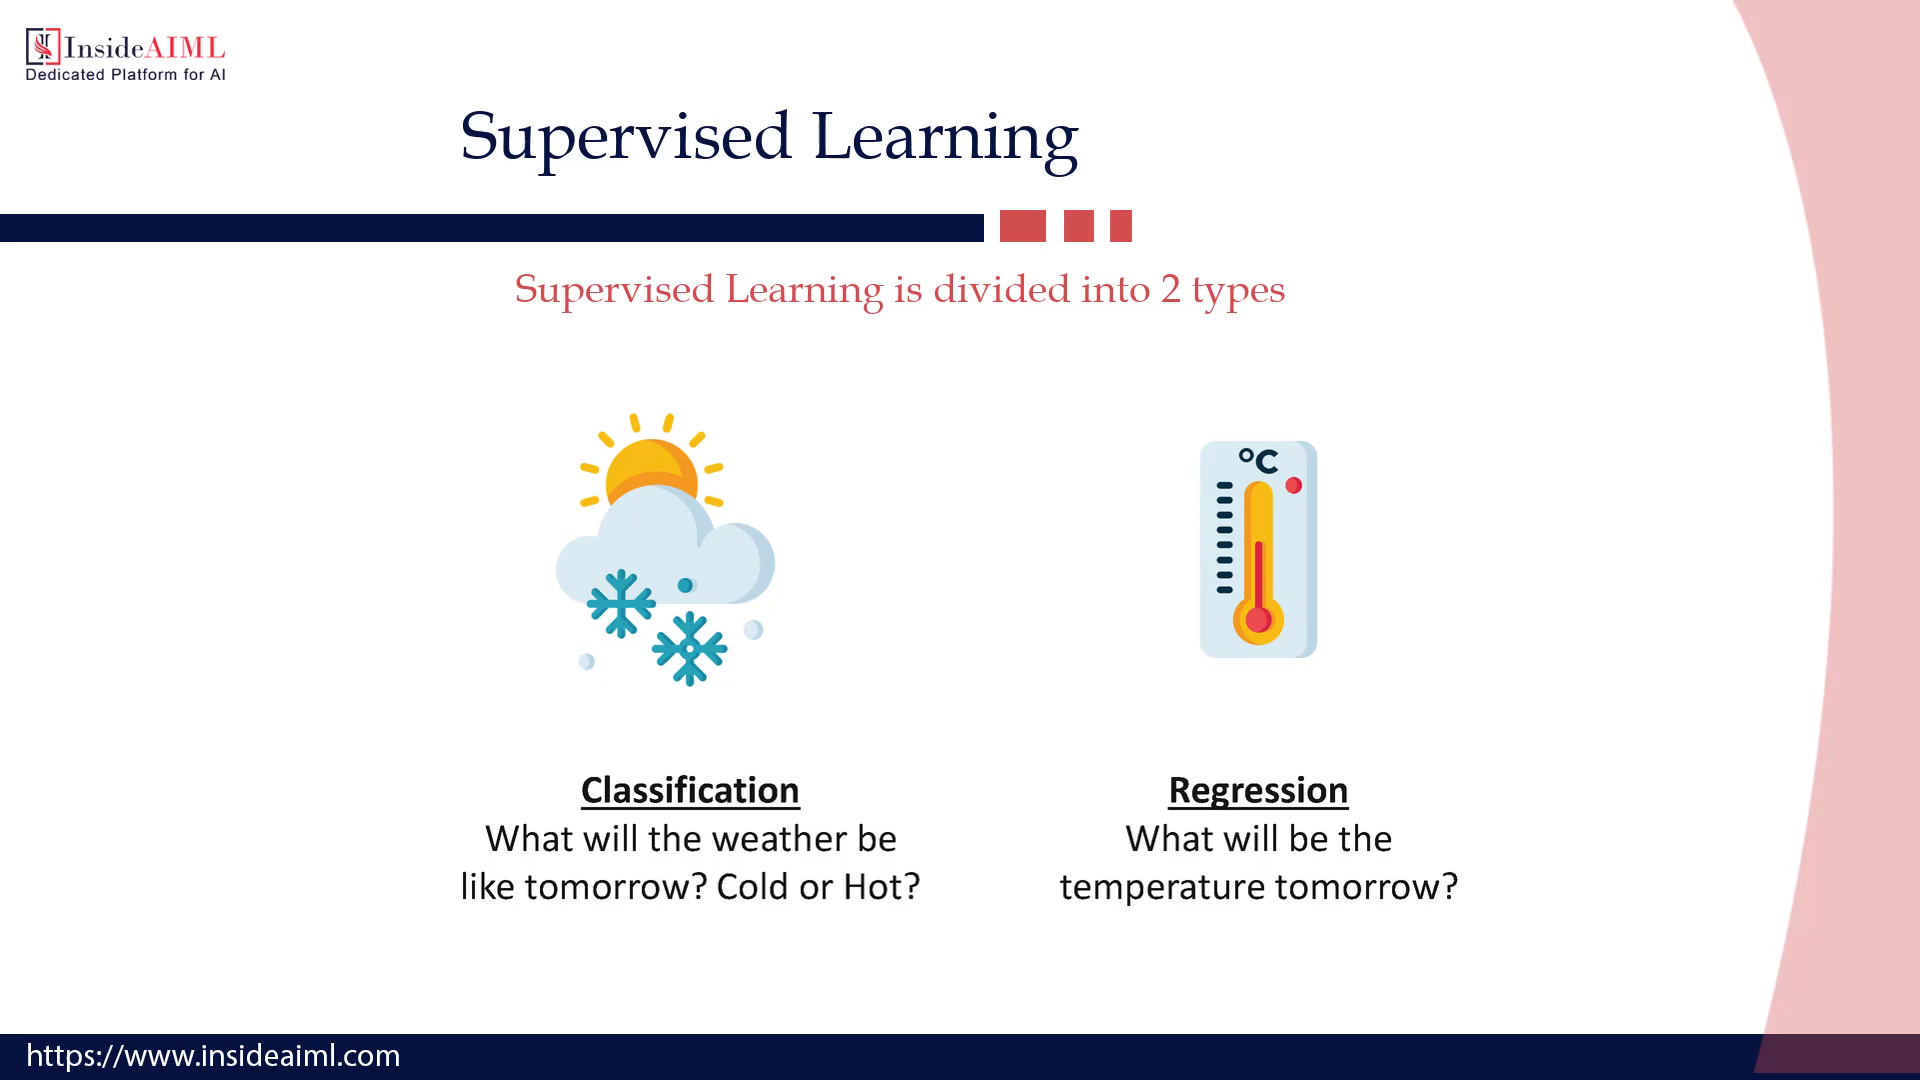 InsideAIML
Dedicated Platform for AI
Supervised Learning
Supervised Learning is divided into 2 types
°C
Classification
What will the weather be
like tomorrow? Cold or Hot?
Regression
What will be the
temperature tomorrow?
https://www.insideaiml.com